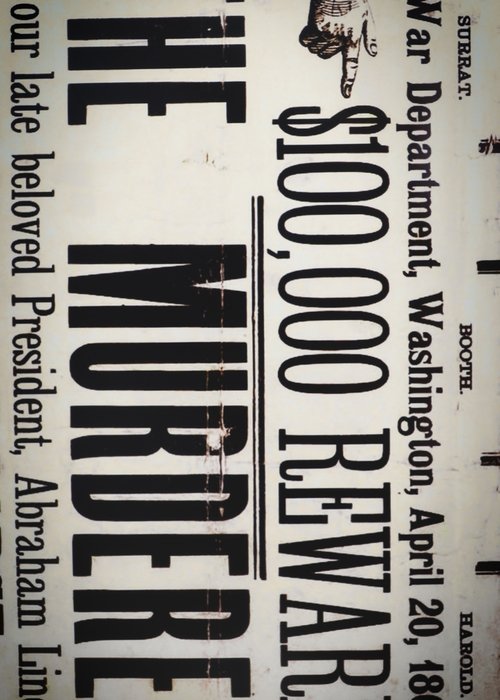 SURRAT. BOOTH. HAROLD.
War Department, Washington, April 20, 18
$100,000 REWAR
HE MURDERE
our late beloved President, Abraham Lin